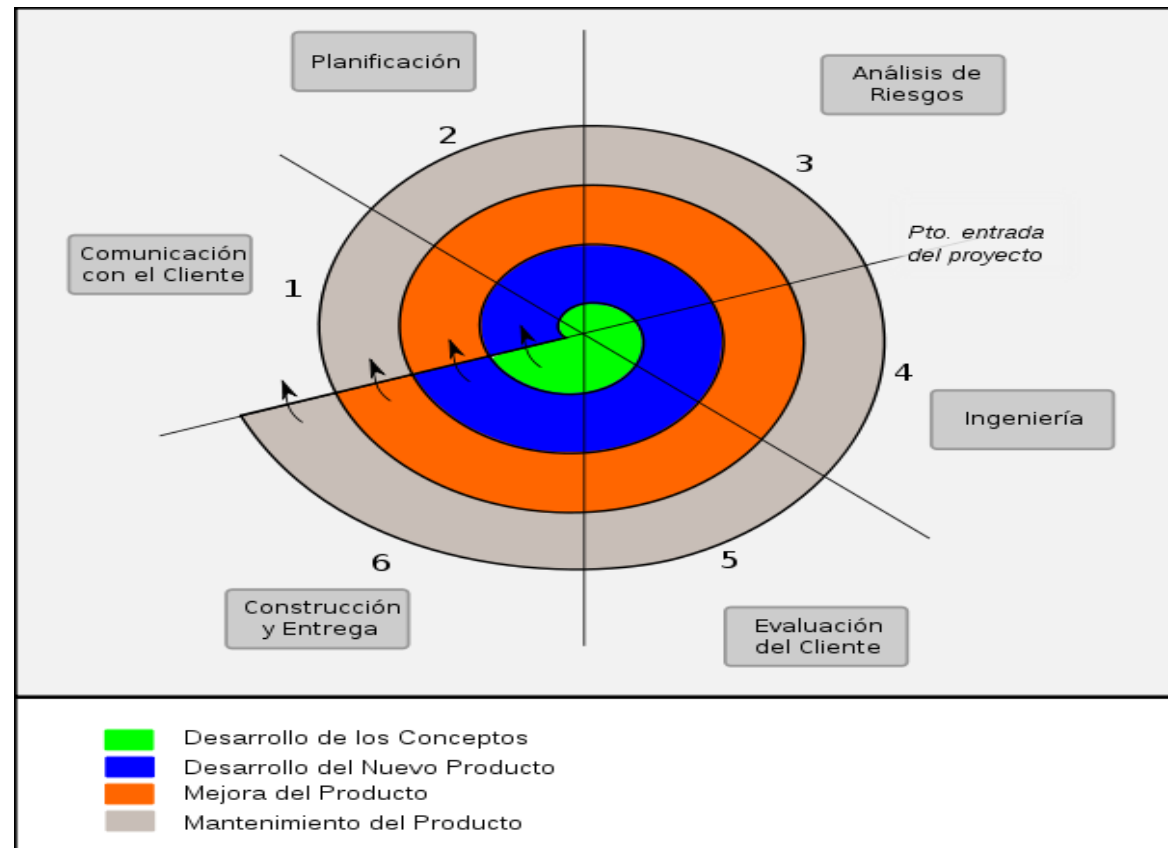 Planificación
Análisis de
Riesgos
2
3
Pto. entrada
del proyecto
Comunicación
con el Cliente
1
4
Ingeniería
6
5
Construcción
y Entrega
Evaluación
del Cliente
Desarrollo de los Conceptos
Desarrollo del Nuevo Producto
Mejora del Producto
Mantenimiento del Producto